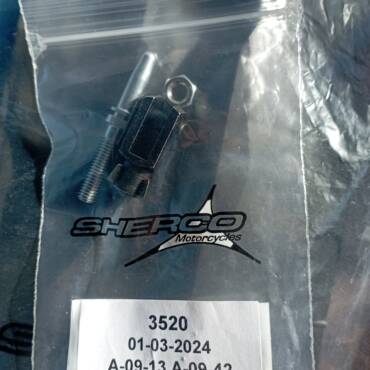 SHERCO
Motorcycles
3520
01-03-2024
A-09-13 A-09-42